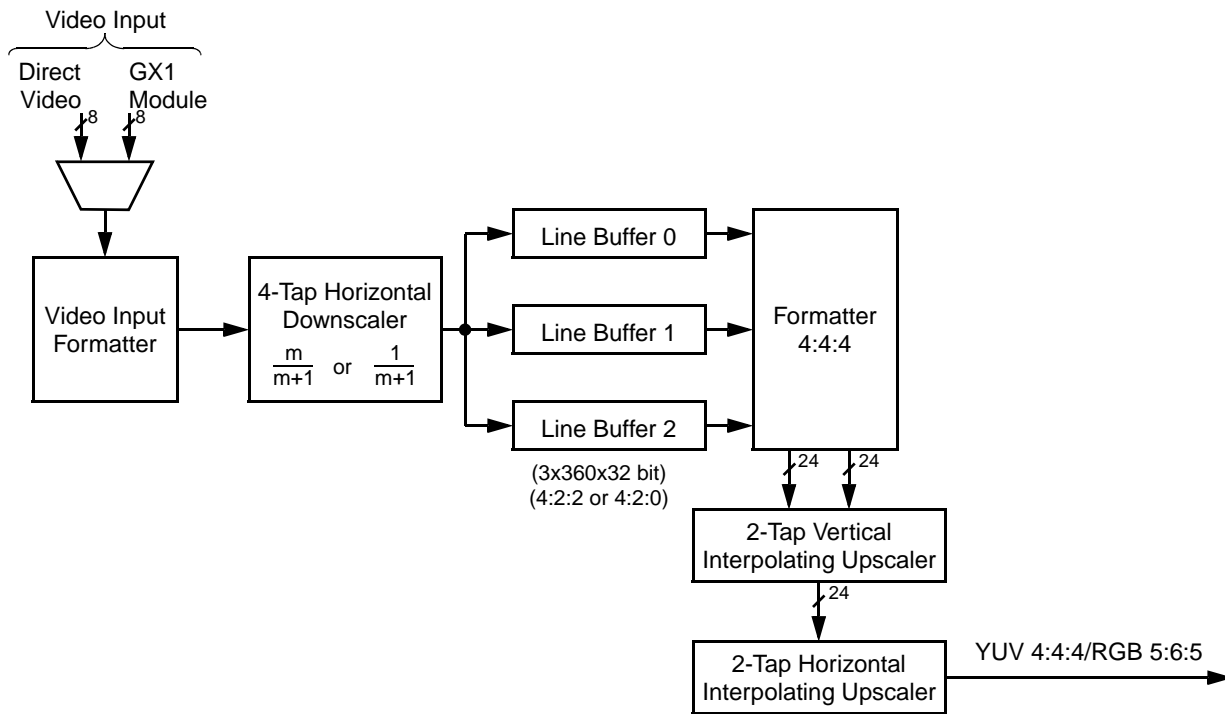 Video Input
Direct Video
GX1 Module
8
8
Video Input
Formatter
4-Tap Horizontal
Downscaler
m/m+1 or 1/m+1
Line Buffer 0
Line Buffer 1
Line Buffer 2
(3x360x32 bit)
(4:2:2 or 4:2:0)
Formatter
4:4:4
24
24
2-Tap Vertical
Interpolating Upscaler
24
2-Tap Horizontal
Interpolating Upscaler
YUV 4:4:4/RGB 5:6:5